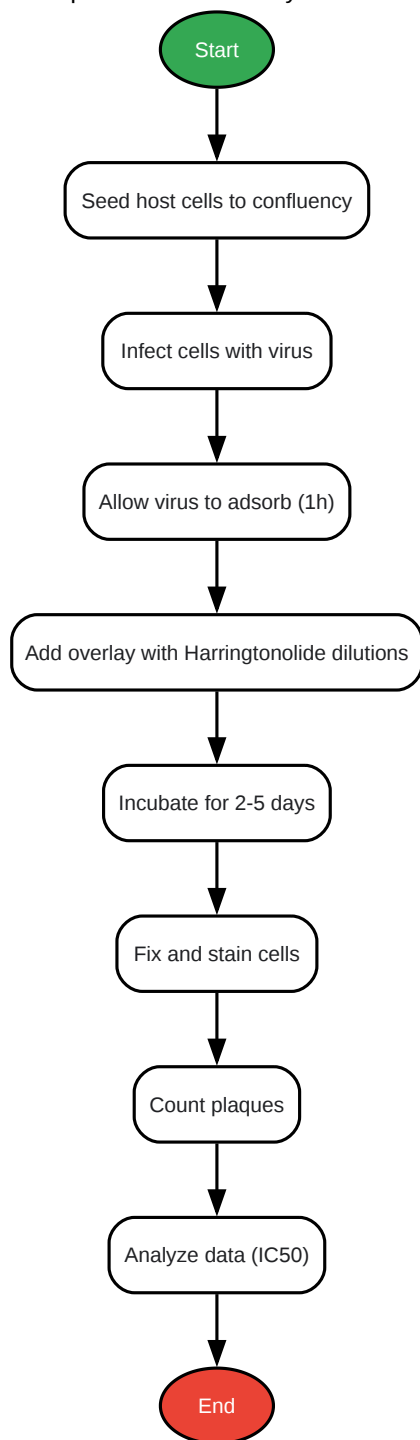 Start
Seed host cells to confluency
Infect cells with virus
Allow virus to adsorb (1h)
Add overlay with Harringtonolide dilutions
Incubate for 2-5 days
Fix and stain cells
Count plaques
Analyze data (IC50)
End